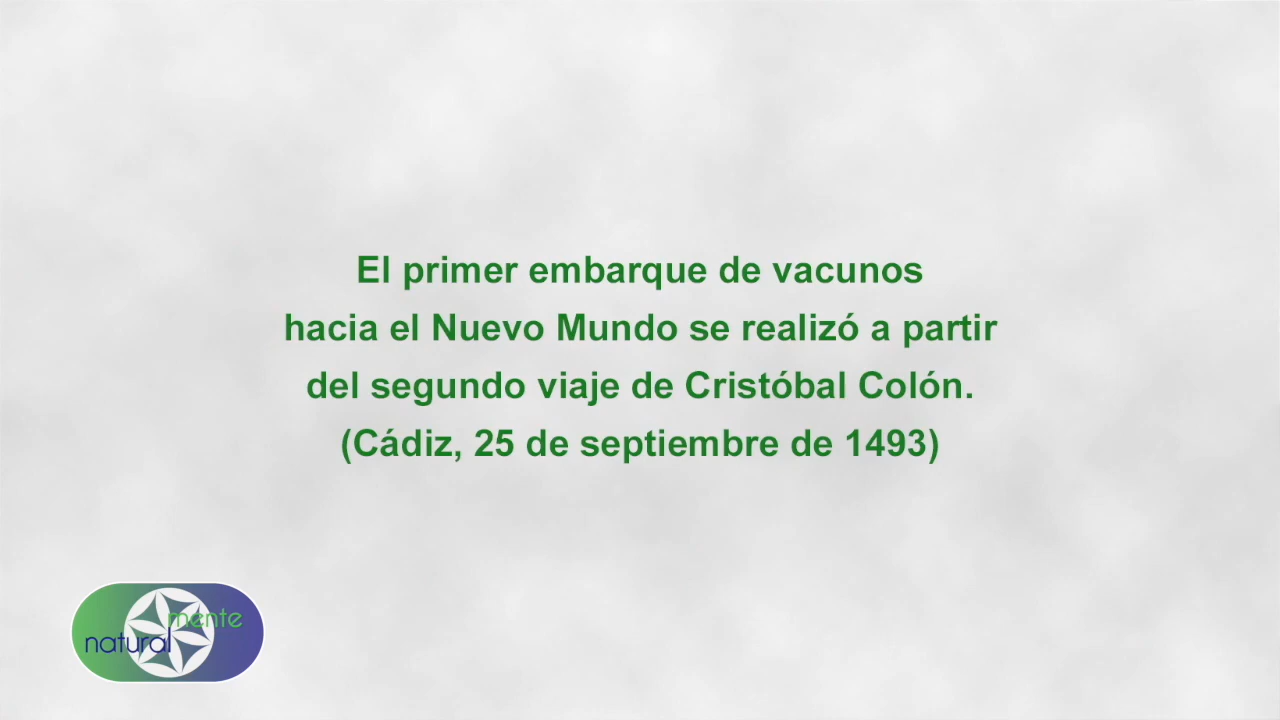 El primer embarque de vacunos
hacia el Nuevo Mundo se realizó a partir
del segundo viaje de Cristóbal Colón.
(Cádiz, 25 de septiembre de 1493)
mente
natural